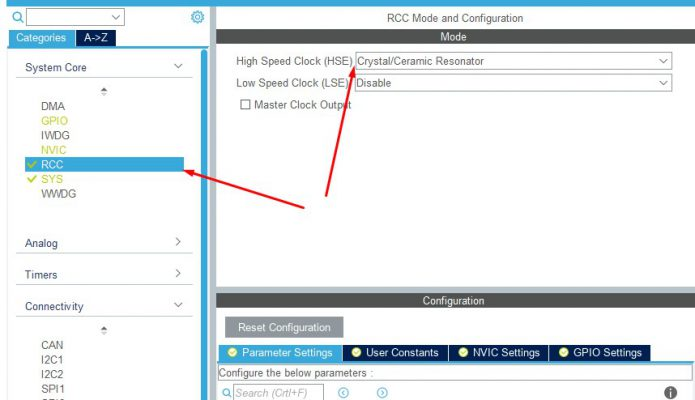 RCC Mode and Configuration
Categories A->Z
Mode
System Core
High Speed Clock (HSE) Crystal/Ceramic Resonator
Low Speed Clock (LSE) Disable
Master Clock Output
DMA
GPIO
IWDG
NVIC
RCC
SYS
WWDG
Analog
Timers
Connectivity
CAN
I2C1
I2C2
SPI1
Configuration
Reset Configuration
Parameter Settings User Constants NVIC Settings GPIO Settings
Configure the below parameters :
Search (Crtl+F)